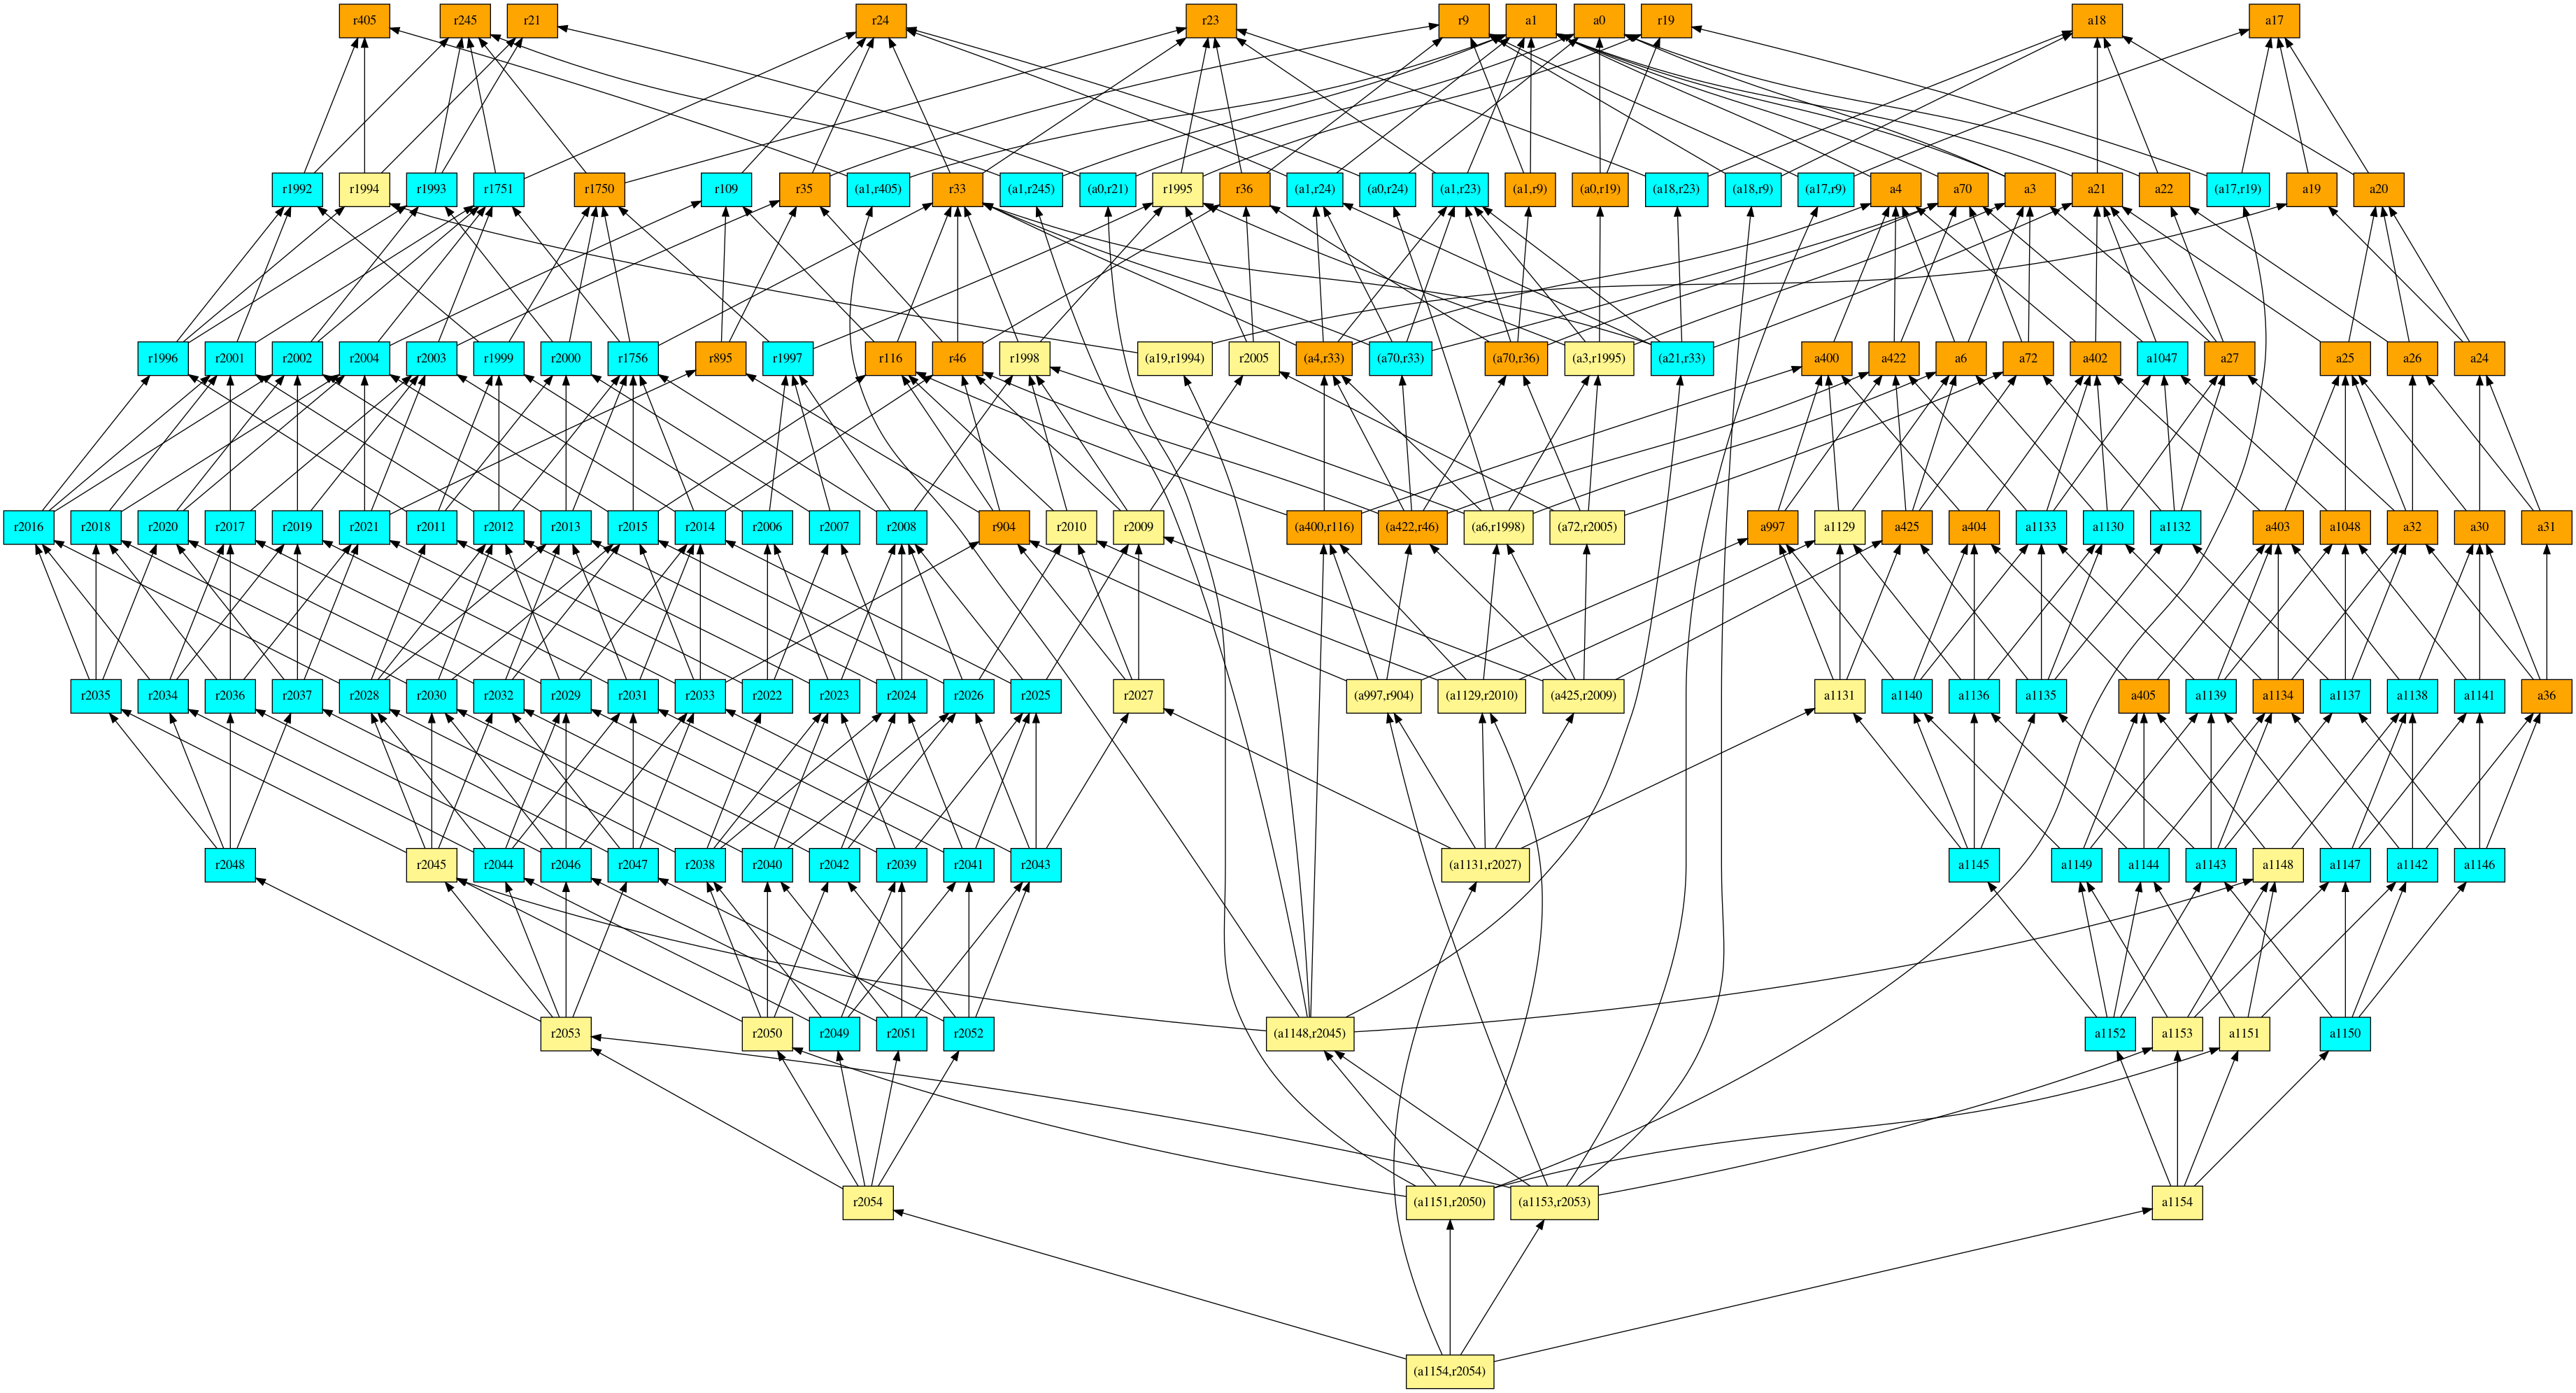 r405 r245 r21 r24 r23 r9 a1 a0 r19 a18 a17
r1992 r1994 r1993 r1751 r1750 r109 r35 (a1,r405) r33 (a1,r245) (a0,r21) r1995 r36 (a1,r24) (a0,r24) (a1,r23) (a1,r9) (a0,r19) (a18,r23) (a18,r9) (a17,r9) a4 a70 a3 a21 a22 (a17,r19) a19 a20
r1996 r2001 r2002 r2004 r2003 r1999 r2000 r1756 r895 r1997 r116 r46 r1998 (a19,r1994) r2005 (a4,r33) (a70,r33) (a70,r36) (a3,r1995) (a21,r33) a400 a422 a6 a72 a402 a1047 a27 a25 a26 a24
r2016 r2018 r2020 r2017 r2019 r2021 r2011 r2012 r2013 r2015 r2014 r2006 r2007 r2008 r904 r2010 r2009 (a400,r116) (a422,r46) (a6,r1998) (a72,r2005) a997 a1129 a425 a404 a1133 a1130 a1132 a403 a1048 a32 a30 a31
r2035 r2034 r2036 r2037 r2028 r2030 r2032 r2029 r2031 r2033 r2022 r2023 r2024 r2026 r2025 r2027 (a997,r904) (a1129,r2010) (a425,r2009) a1131 a1140 a1136 a1135 a405 a1139 a1134 a1137 a1138 a1141 a36
r2048 r2045 r2044 r2046 r2047 r2038 r2040 r2042 r2039 r2041 r2043 (a1131,r2027) a1145 a1149 a1144 a1143 a1148 a1147 a1142 a1146
r2053 r2050 r2049 r2051 r2052 (a1148,r2045) a1152 a1153 a1151 a1150
r2054 (a1151,r2050) (a1153,r2053) a1154
(a1154,r2054)